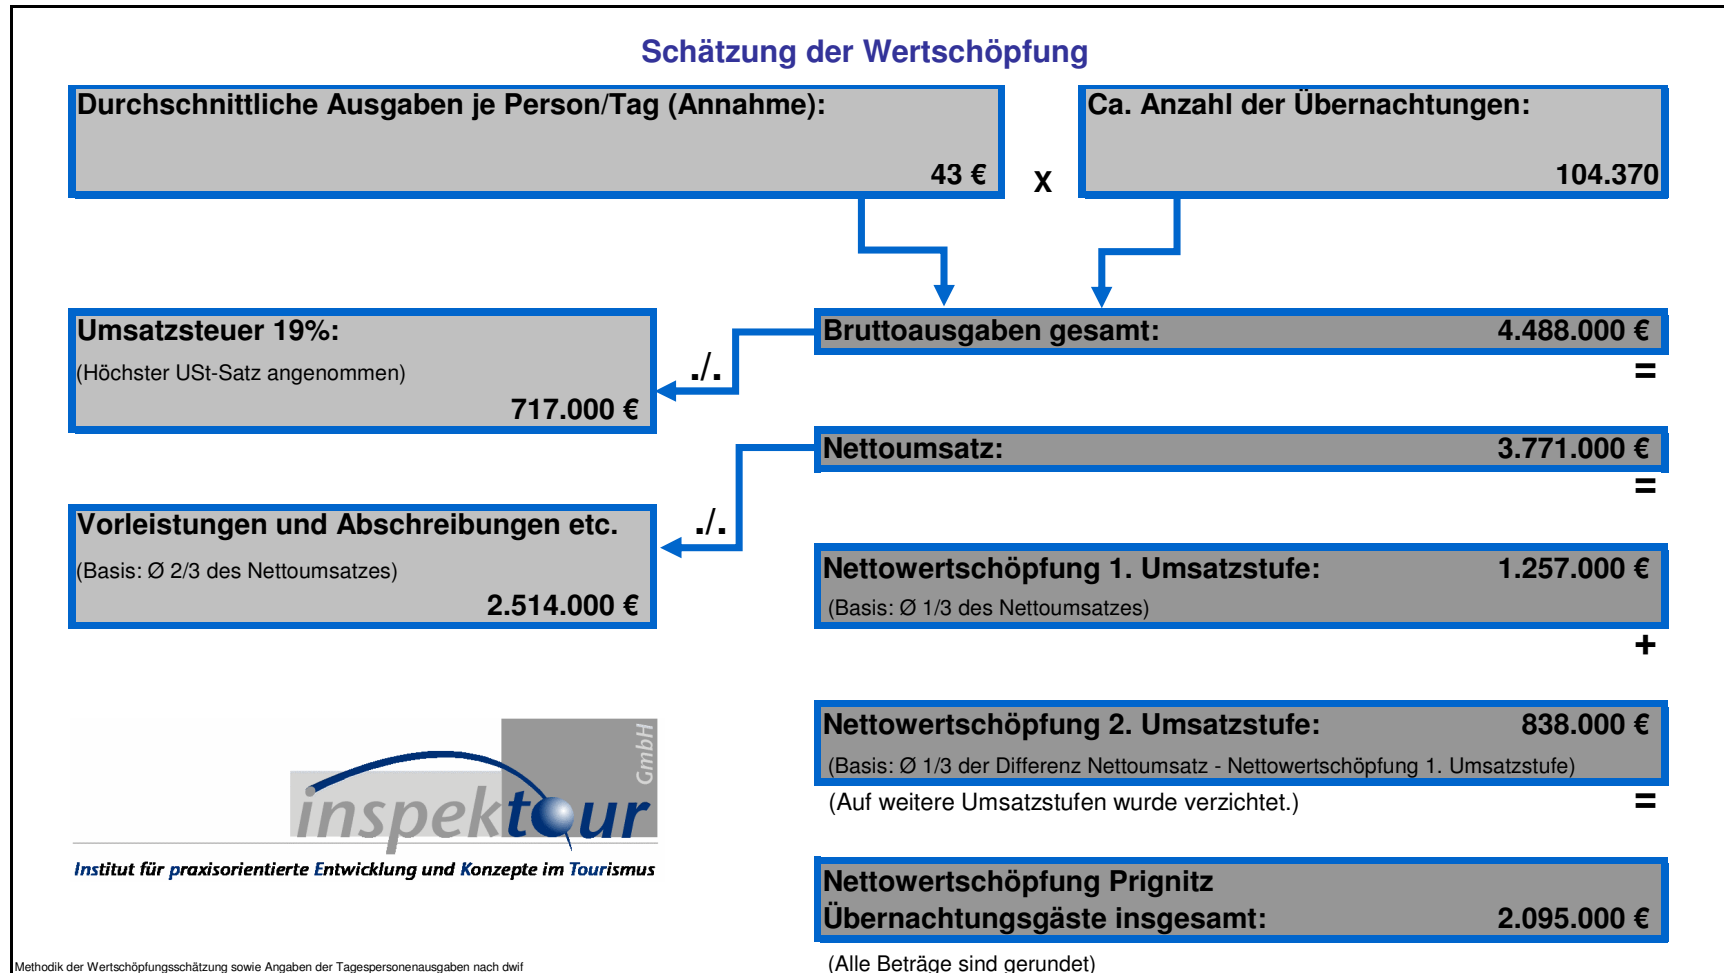 Schätzung der Wertschöpfung
Durchschnittliche Ausgaben je Person/Tag (Annahme):
43 €
X
Ca. Anzahl der Übernachtungen:
104.370
Umsatzsteuer 19%:
(Höchster USt-Satz angenommen)
717.000 €
./.
Bruttoausgaben gesamt: 4.488.000 €
=
Nettoumsatz: 3.771.000 €
=
Vorleistungen und Abschreibungen etc.
(Basis: Ø 2/3 des Nettoumsatzes)
2.514.000 €
./.
Nettowertschöpfung 1. Umsatzstufe: 1.257.000 €
(Basis: Ø 1/3 des Nettoumsatzes)
+
Nettowertschöpfung 2. Umsatzstufe: 838.000 €
(Basis: Ø 1/3 der Differenz Nettoumsatz - Nettowertschöpfung 1. Umsatzstufe)
(Auf weitere Umsatzstufen wurde verzichtet.)
=
inspektour
GmbH
Institut für praxisorientierte Entwicklung und Konzepte im Tourismus
Nettowertschöpfung Prignitz
Übernachtungsgäste insgesamt: 2.095.000 €
(Alle Beträge sind gerundet)
Methodik der Wertschöpfungsschätzung sowie Angaben der Tagespersonenausgaben nach dwif